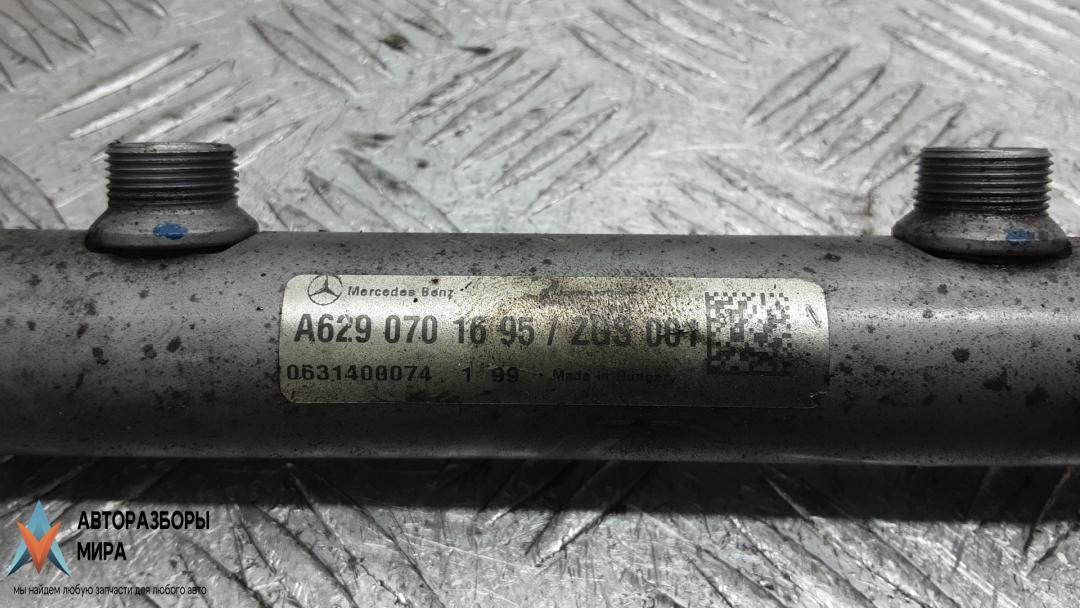 Mercedes Benz
A629 070 16 95 / ZGS 001
0631400074 1 99 Made in Hungary
АВТОРАЗБОРЫ
МИРА
мы найдем любую запчасти для любого авто